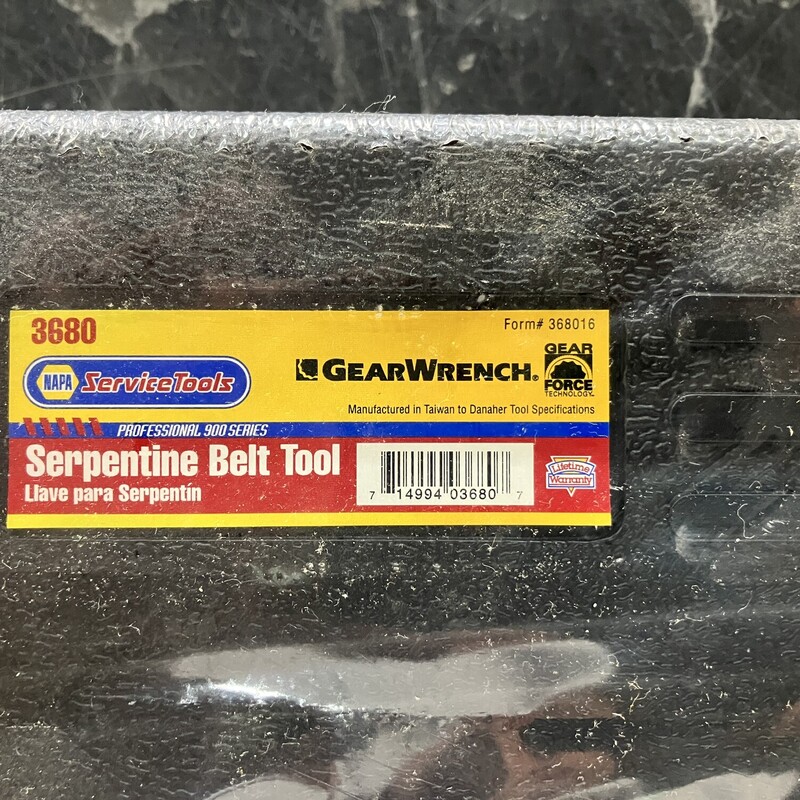 3680
Form# 368016
NAPA ServiceTools
GEARWRENCH®
GEAR FORCE TECHNOLOGY
Manufactured in Taiwan to Danaher Tool Specifications
PROFESSIONAL 900 SERIES
Serpentine Belt Tool
Llave para Serpentín
7 14994 03680 7
Lifetime Warranty